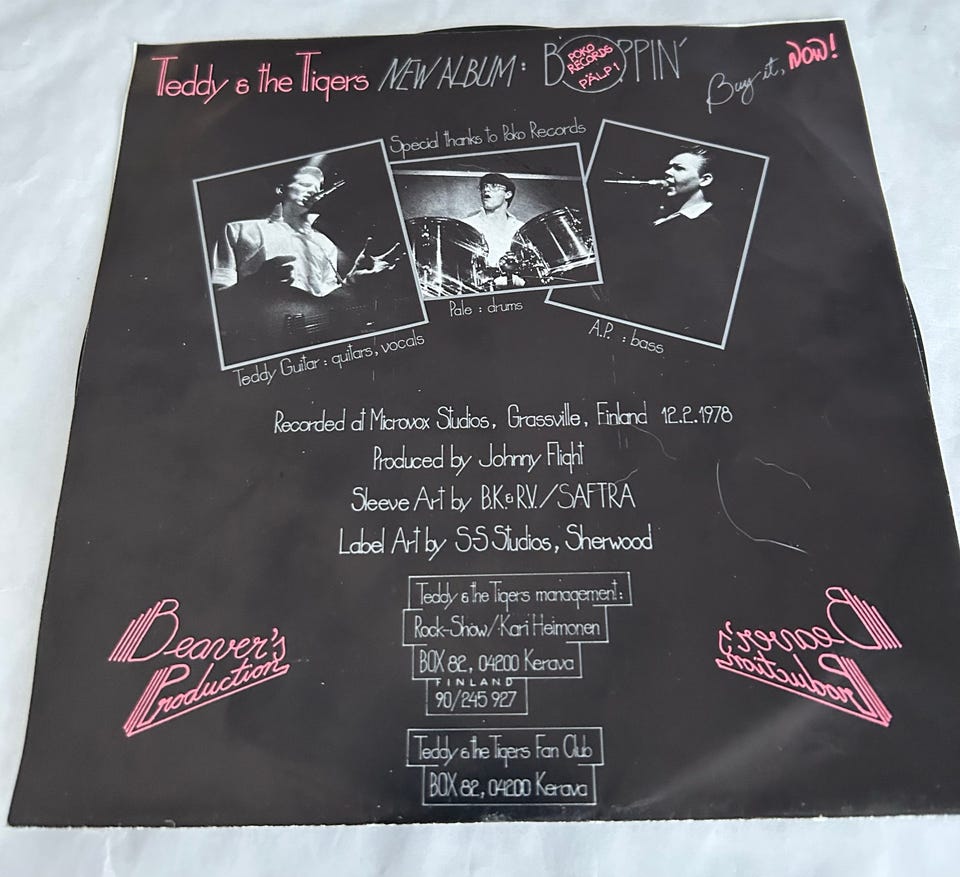 Teddy & the Tigers NEW ALBUM: BOPPIN'
POKO
RECORDS
PÄLP 1
Buy it, NOW!
Special thanks to Poko Records
Pale : drums
A.P. : bass
Teddy Guitar : guitars, vocals
Recorded at Microvox Studios, Grassville, Finland 12.2.1978
Produced by Johnny Flight
Sleeve Art by B.K & R.V./SAFTRA
Label Art by S-S Studios, Sherwood
Teddy & the Tigers management:
Rock-Show/Kari Heimonen
BOX 82, 04200 Kerava
FINLAND
90/245 927
Teddy & the Tigers Fan Club
BOX 82, 04200 Kerava
Beaver's
Production
Beaver's
Production